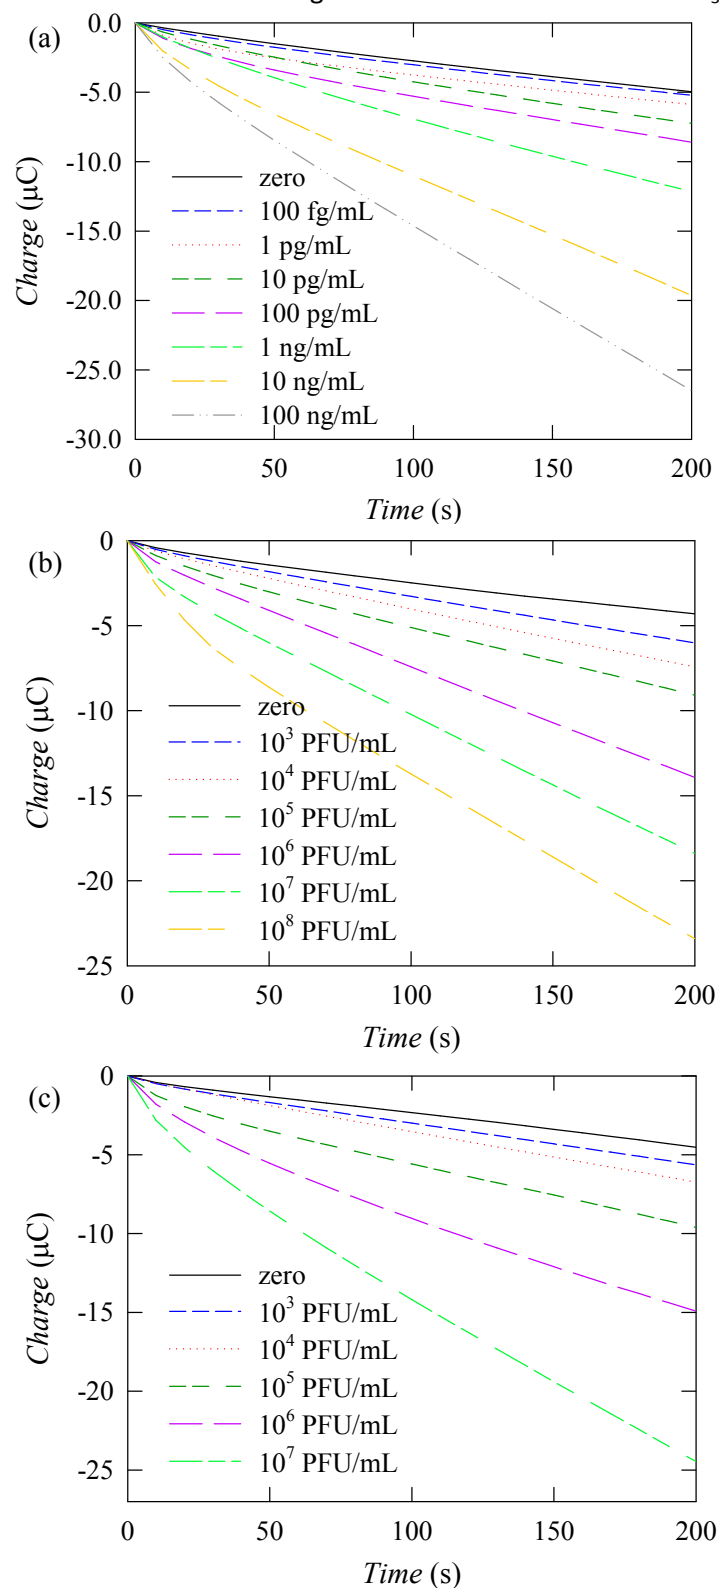 (a)
0.0
-5.0
-10.0
-15.0
-20.0
-25.0
-30.0
Charge (μC)
zero
100 fg/mL
1 pg/mL
10 pg/mL
100 pg/mL
1 ng/mL
10 ng/mL
100 ng/mL
0 50 100 150 200
Time (s)
(b)
0
-5
-10
-15
-20
-25
Charge (μC)
zero
10³ PFU/mL
10⁴ PFU/mL
10⁵ PFU/mL
10⁶ PFU/mL
10⁷ PFU/mL
10⁸ PFU/mL
0 50 100 150 200
Time (s)
(c)
0
-5
-10
-15
-20
-25
Charge (μC)
zero
10³ PFU/mL
10⁴ PFU/mL
10⁵ PFU/mL
10⁶ PFU/mL
10⁷ PFU/mL
0 50 100 150 200
Time (s)